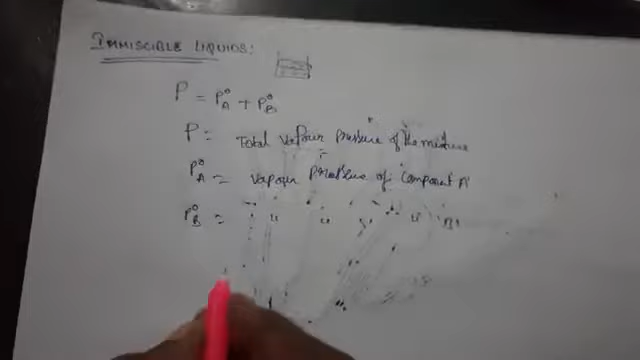 IMMISCIBLE LIQUIDS:
P = P°A + P°B
P = Total vapour pressure of the mixture
P°A = vapour pressure of component A
P°B = " " " " B